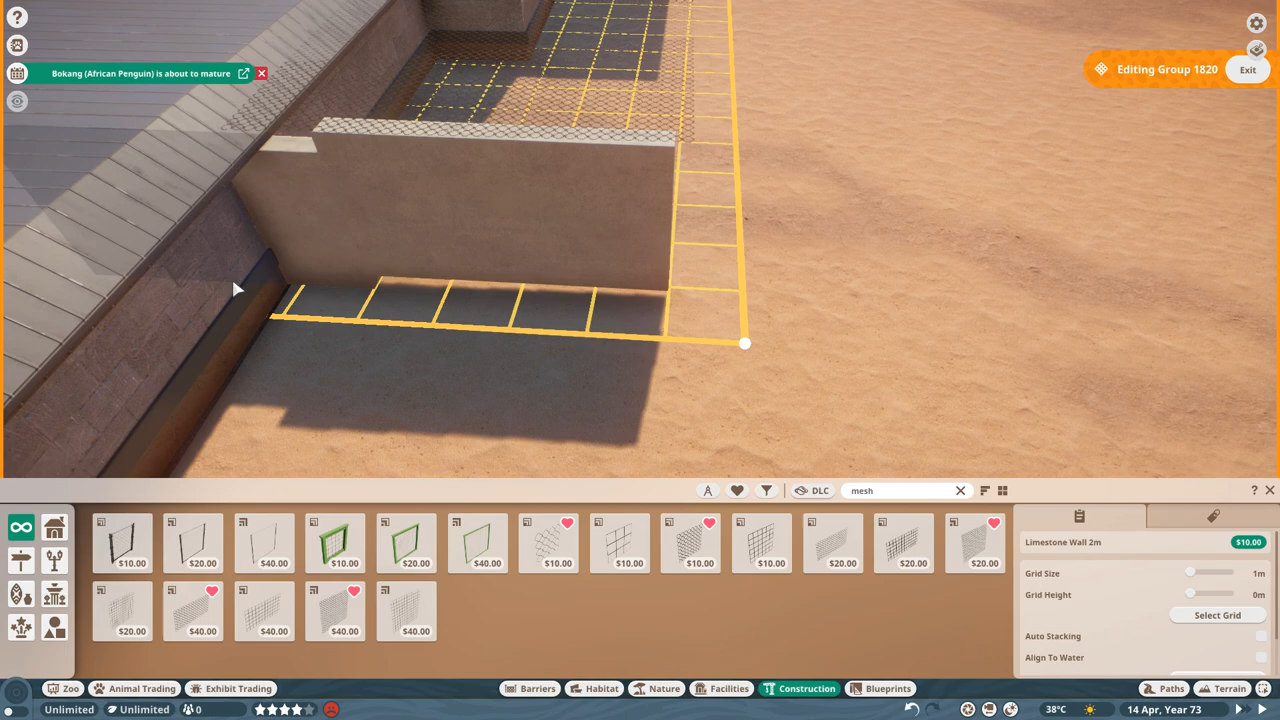 ?
Bokang (African Penguin) is about to mature
Editing Group 1820
Exit
DLC
mesh
?
$10.00
$20.00
$40.00
$10.00
$20.00
$40.00
$10.00
$10.00
$10.00
$10.00
$20.00
$20.00
$20.00
$20.00
$40.00
$40.00
$40.00
$40.00
Limestone Wall 2m
$10.00
Grid Size
1m
Grid Height
0m
Select Grid
Auto Stacking
Align To Water
Zoo
Animal Trading
Exhibit Trading
Barriers
Habitat
Nature
Facilities
Construction
Blueprints
Paths
Terrain
Unlimited
Unlimited
0
38°C
14 Apr, Year 73